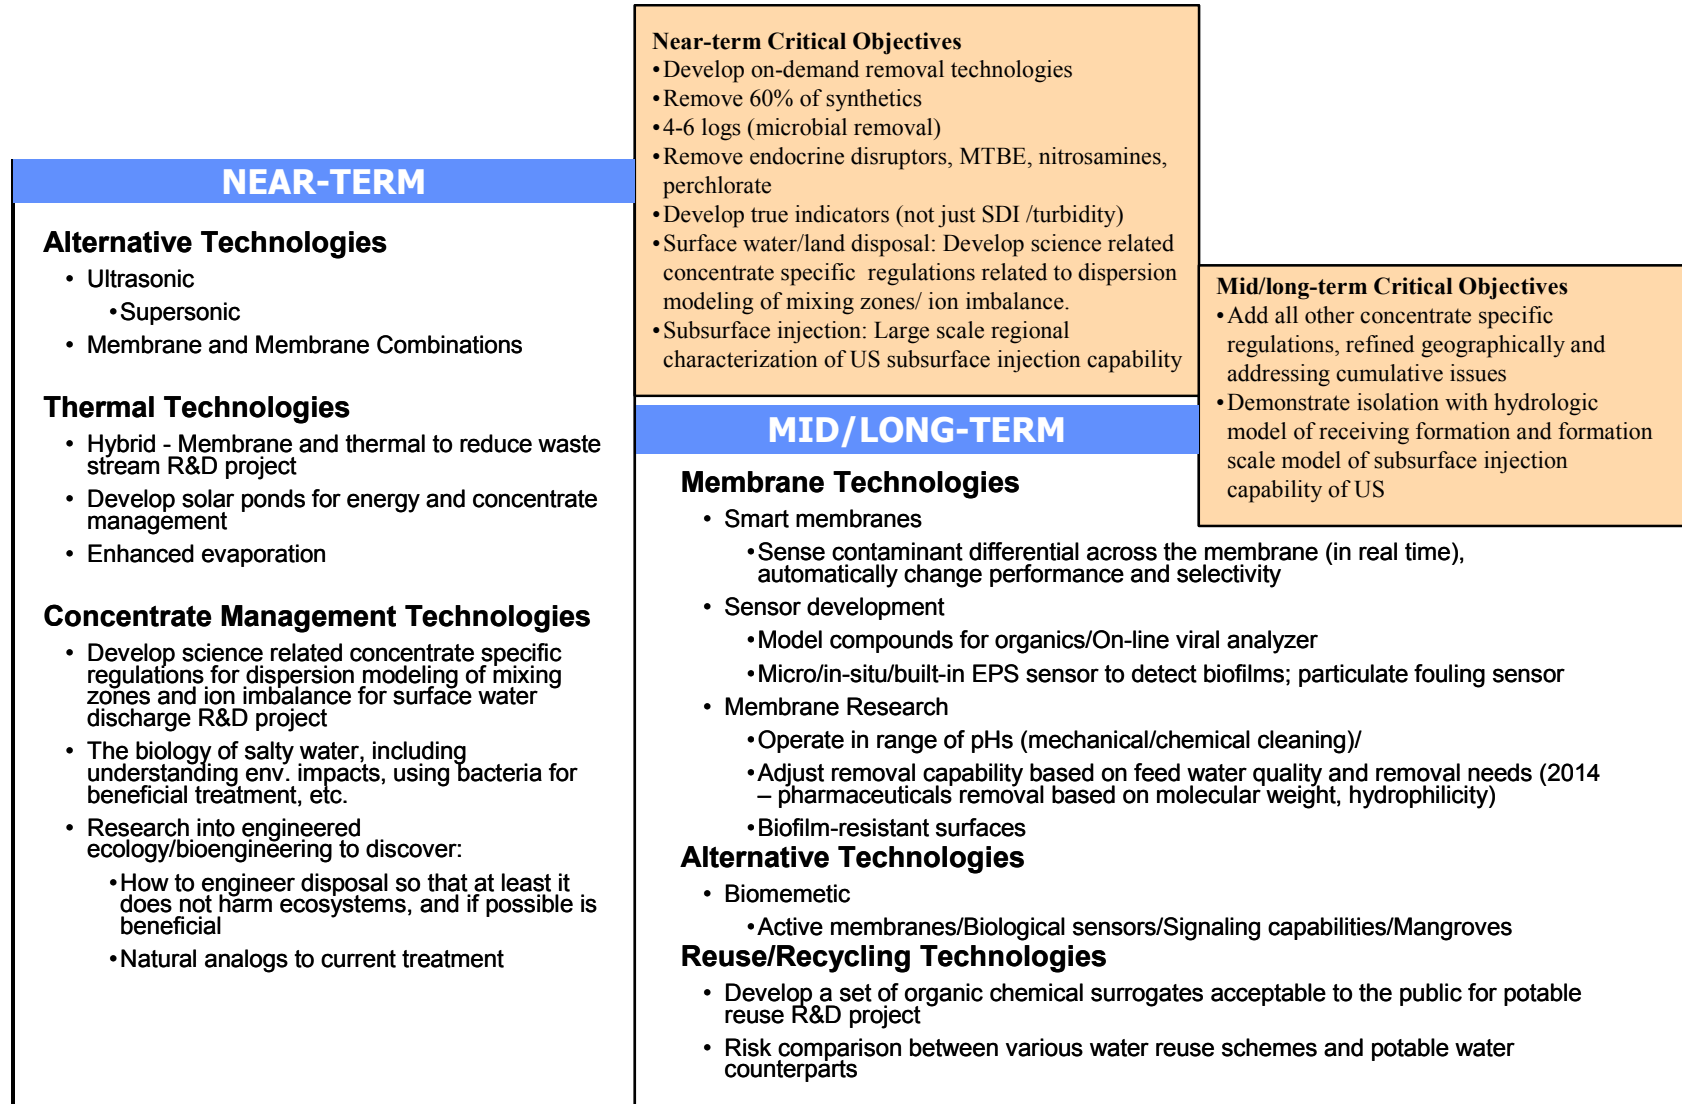 Near-term Critical Objectives
•Develop on-demand removal technologies
•Remove 60% of synthetics
•4-6 logs (microbial removal)
•Remove endocrine disruptors, MTBE, nitrosamines,
perchlorate
•Develop true indicators (not just SDI /turbidity)
•Surface water/land disposal: Develop science related
concentrate specific regulations related to dispersion
modeling of mixing zones/ ion imbalance.
•Subsurface injection: Large scale regional
characterization of US subsurface injection capability
Mid/long-term Critical Objectives
•Add all other concentrate specific
regulations, refined geographically and
addressing cumulative issues
•Demonstrate isolation with hydrologic
model of receiving formation and formation
scale model of subsurface injection
capability of US
NEAR-TERM
Alternative Technologies
• Ultrasonic
•Supersonic
• Membrane and Membrane Combinations
Thermal Technologies
• Hybrid - Membrane and thermal to reduce waste
stream R&D project
• Develop solar ponds for energy and concentrate
management
• Enhanced evaporation
Concentrate Management Technologies
• Develop science related concentrate specific
regulations for dispersion modeling of mixing
zones and ion imbalance for surface water
discharge R&D project
• The biology of salty water, including
understanding env. impacts, using bacteria for
beneficial treatment, etc.
• Research into engineered
ecology/bioengineering to discover:
•How to engineer disposal so that at least it
does not harm ecosystems, and if possible is
beneficial
•Natural analogs to current treatment
MID/LONG-TERM
Membrane Technologies
• Smart membranes
•Sense contaminant differential across the membrane (in real time),
automatically change performance and selectivity
• Sensor development
•Model compounds for organics/On-line viral analyzer
•Micro/in-situ/built-in EPS sensor to detect biofilms; particulate fouling sensor
• Membrane Research
•Operate in range of pHs (mechanical/chemical cleaning)/
•Adjust removal capability based on feed water quality and removal needs (2014
– pharmaceuticals removal based on molecular weight, hydrophilicity)
•Biofilm-resistant surfaces
Alternative Technologies
• Biomemetic
•Active membranes/Biological sensors/Signaling capabilities/Mangroves
Reuse/Recycling Technologies
• Develop a set of organic chemical surrogates acceptable to the public for potable
reuse R&D project
• Risk comparison between various water reuse schemes and potable water
counterparts